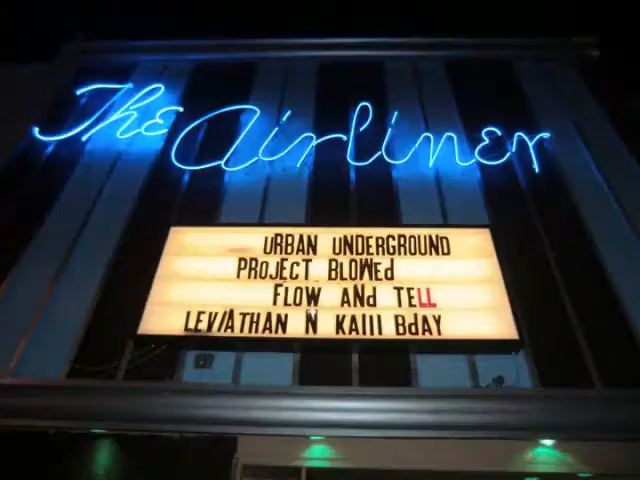 The Airliner
URBAN UNDERGROUND
PROJECT BLOWEd
FLOW ANd TELL
LEVIATHAN N KAIII BdAY